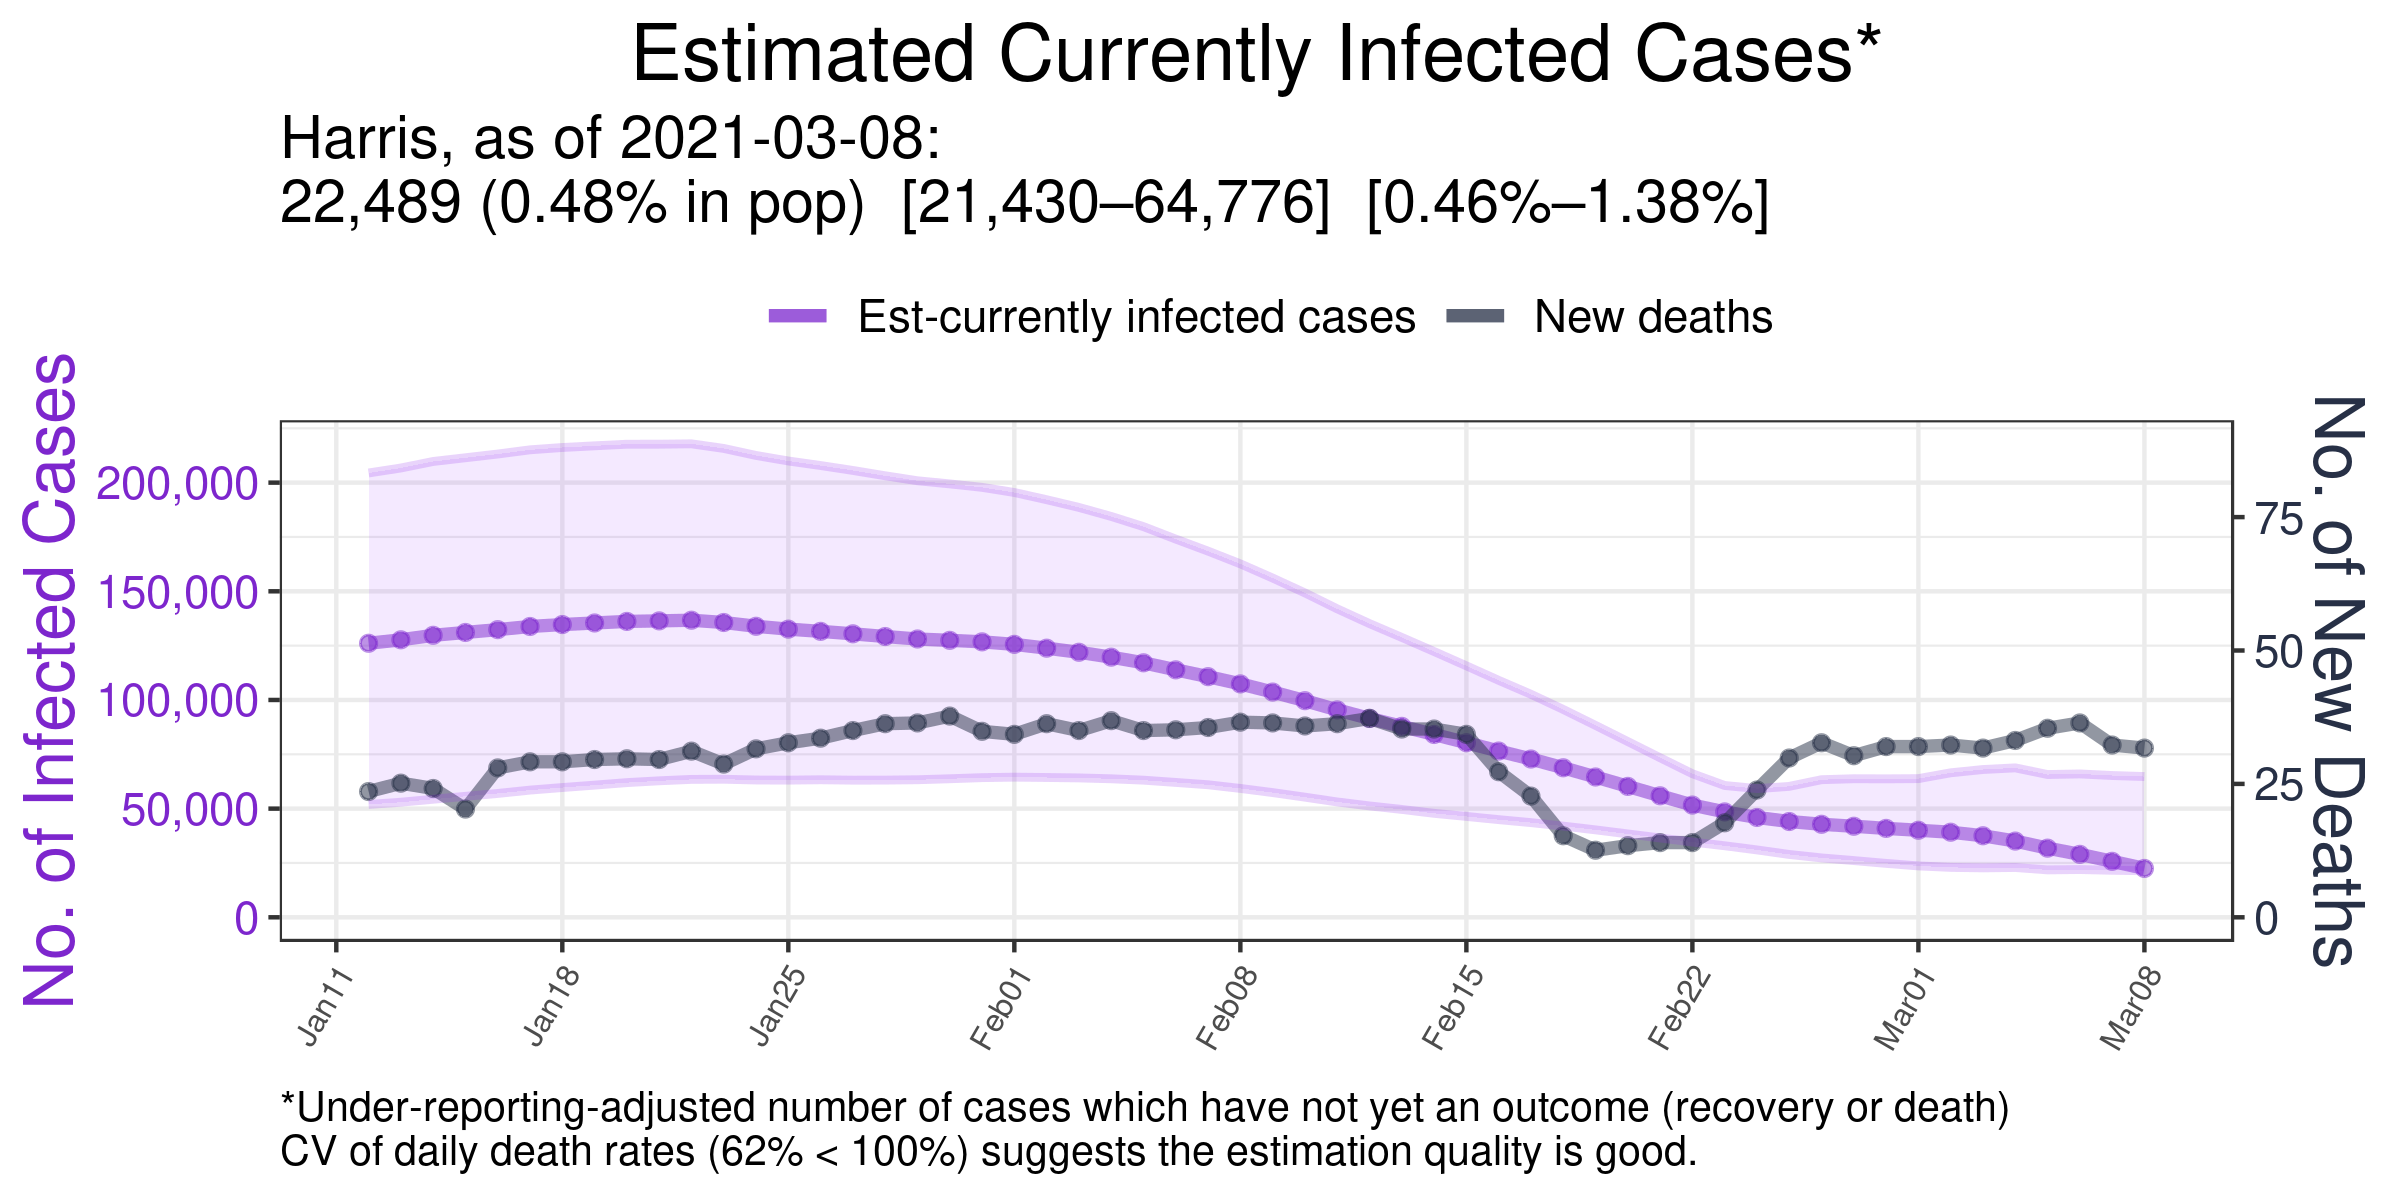 Estimated Currently Infected Cases*
Harris, as of 2021-03-08:
22,489 (0.48% in pop)  [21,430–64,776]  [0.46%–1.38%]
Est-currently infected cases
New deaths
No. of Infected Cases
200,000
150,000
100,000
50,000
0
75
50
25
0
No. of New Deaths
Jan11
Jan18
Jan25
Feb01
Feb08
Feb15
Feb22
Mar01
Mar08
*Under-reporting-adjusted number of cases which have not yet an outcome (recovery or death)
CV of daily death rates (62% < 100%) suggests the estimation quality is good.